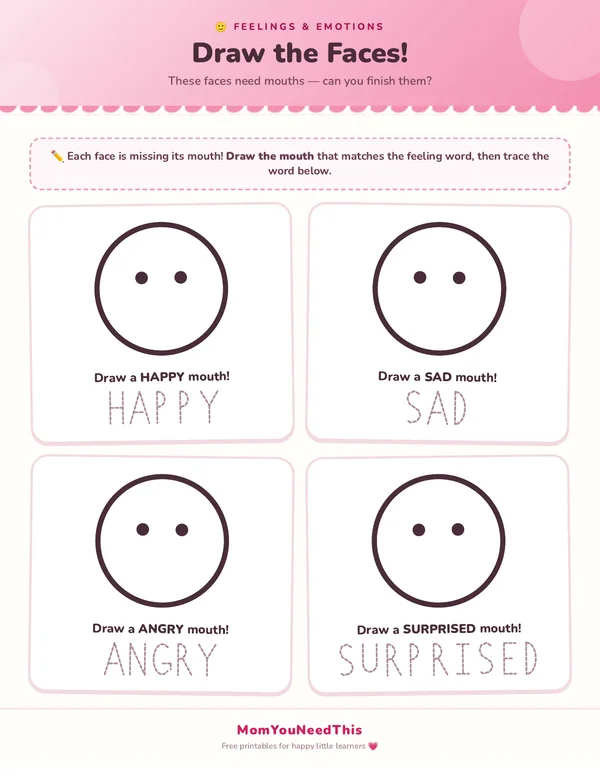 🙂 FEELINGS & EMOTIONS
Draw the Faces!
These faces need mouths — can you finish them?
✏️ Each face is missing its mouth! Draw the mouth that matches the feeling word, then trace the
word below.
Draw a HAPPY mouth!
HAPPY
Draw a SAD mouth!
SAD
Draw a ANGRY mouth!
ANGRY
Draw a SURPRISED mouth!
SURPRISED
MomYouNeedThis
Free printables for happy little learners 💗